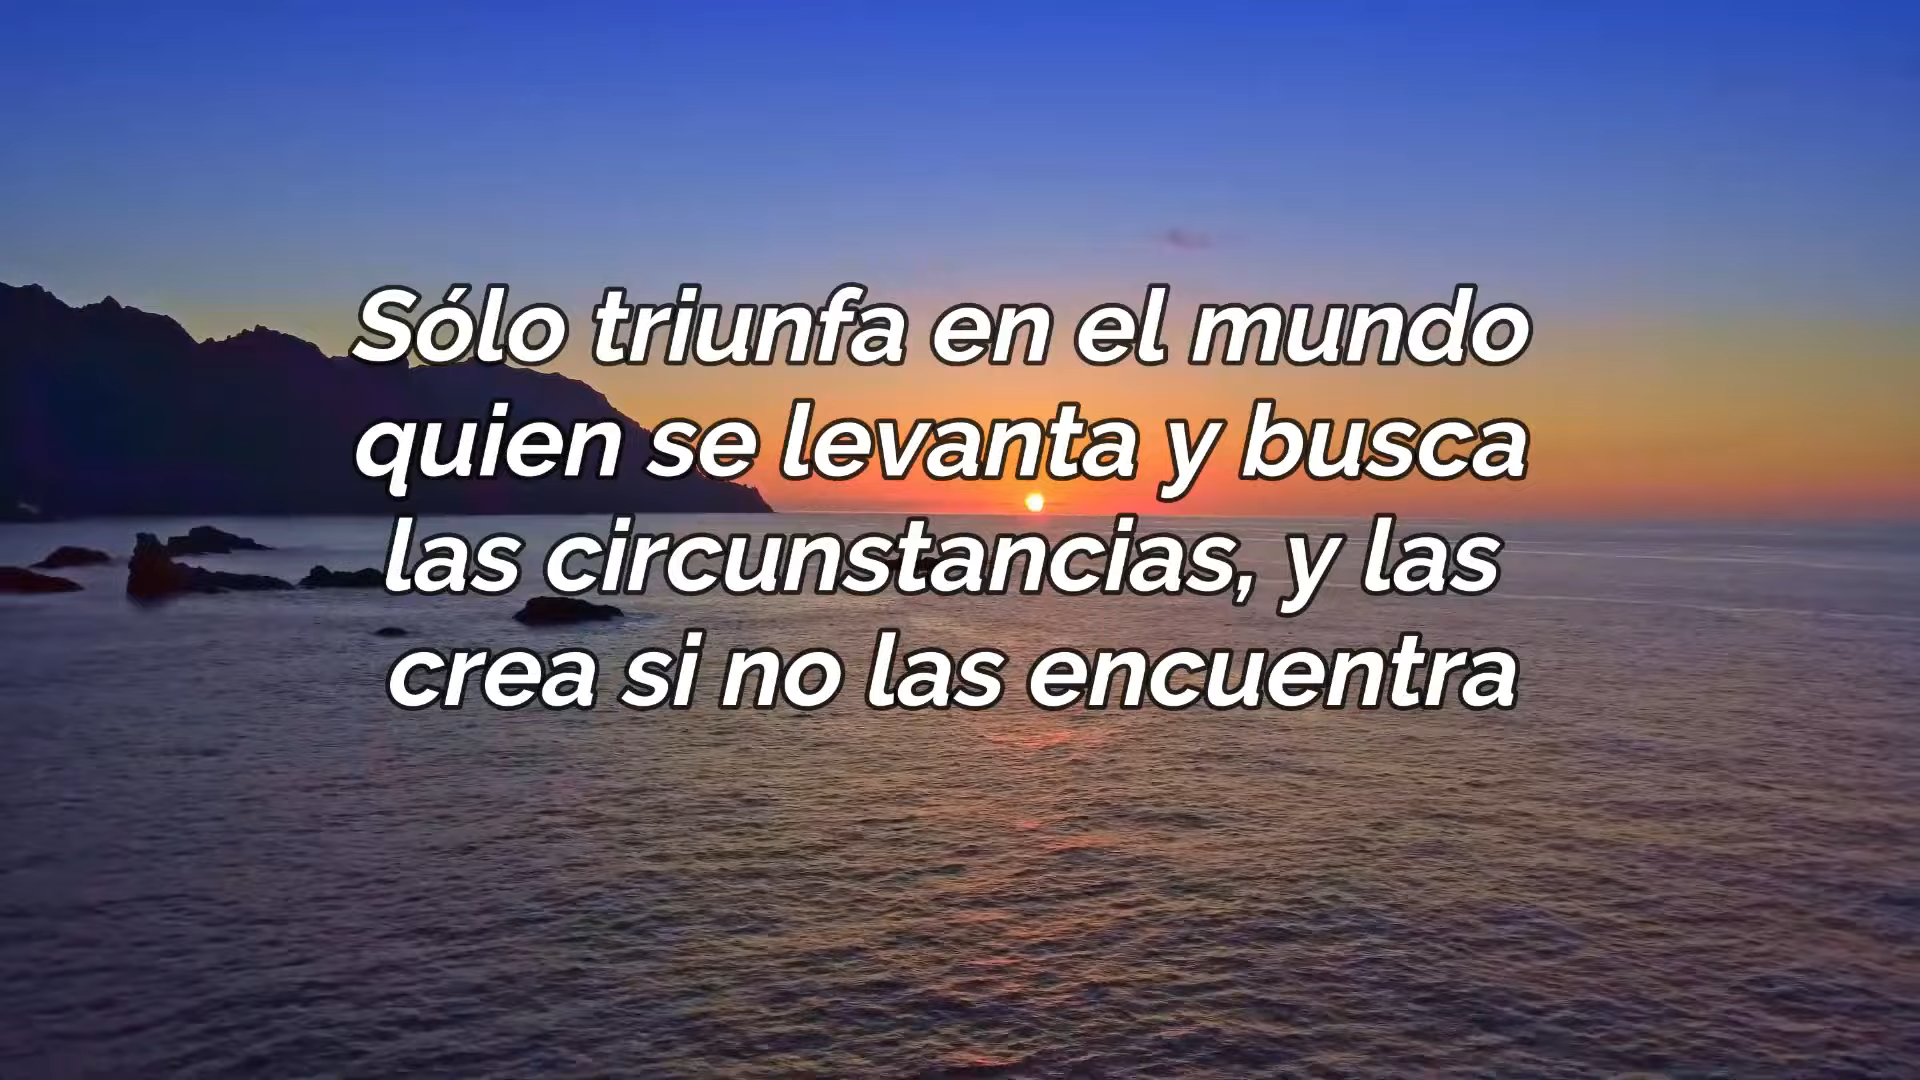 Sólo triunfa en el mundo
quien se levanta y busca
las circunstancias, y las
crea si no las encuentra